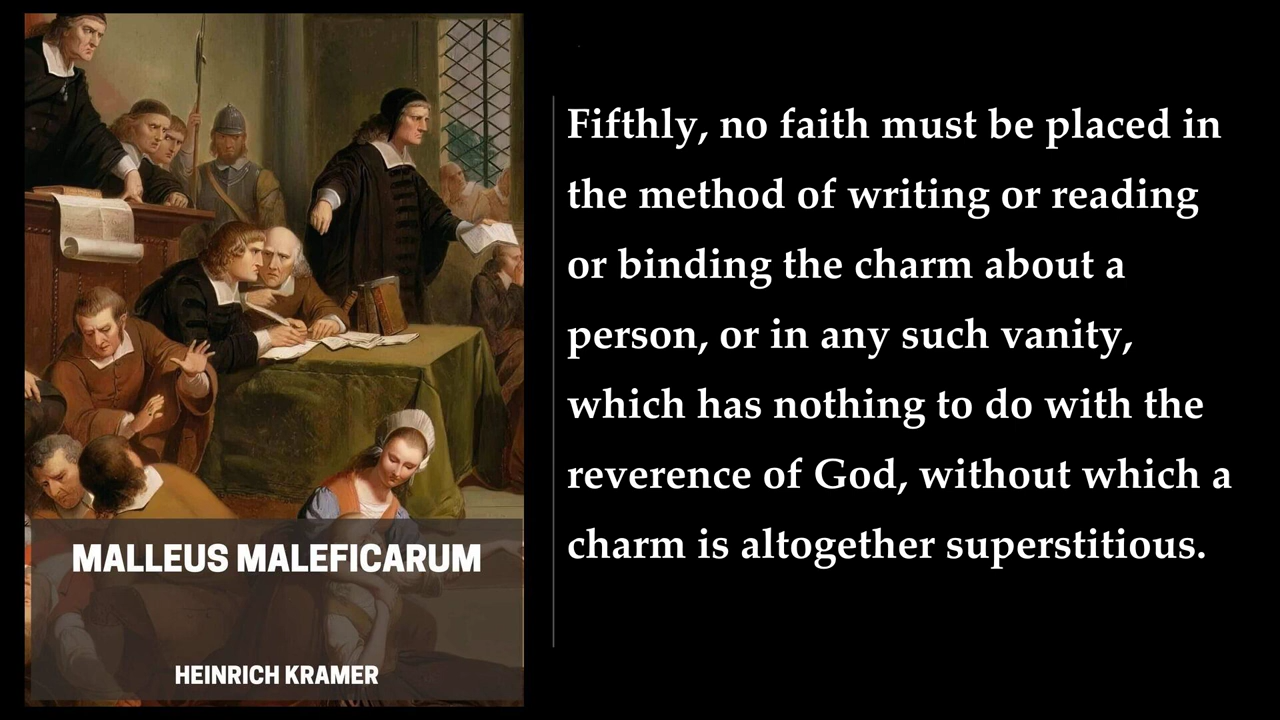 MALLEUS MALEFICARUM
HEINRICH KRAMER
Fifthly, no faith must be placed in
the method of writing or reading
or binding the charm about a
person, or in any such vanity,
which has nothing to do with the
reverence of God, without which a
charm is altogether superstitious.